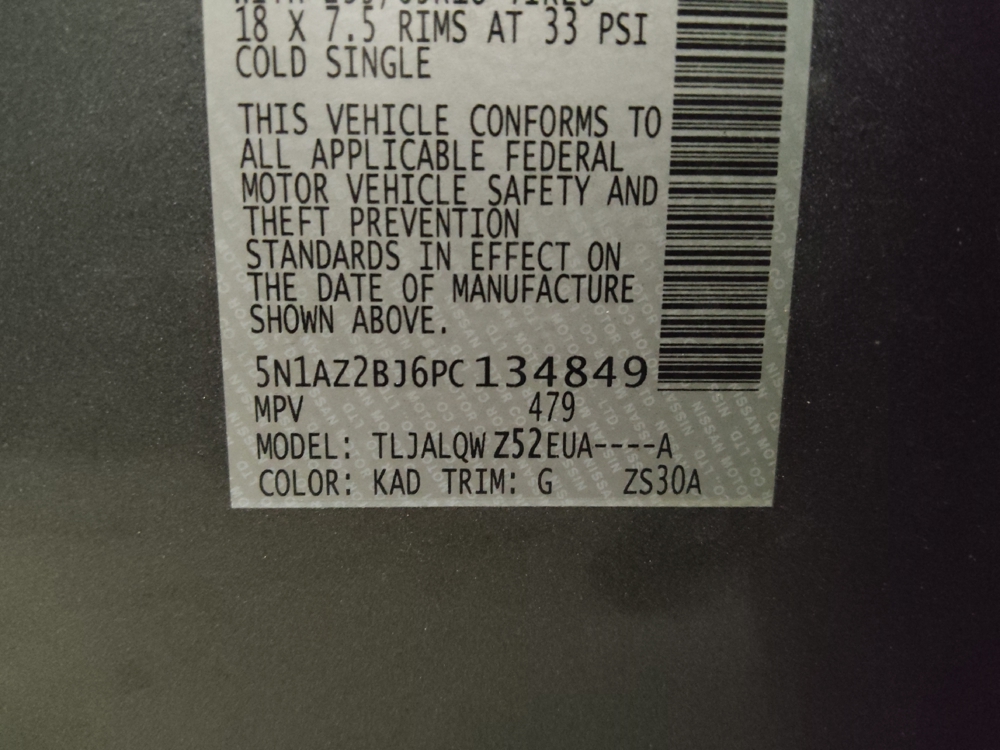 18 X 7.5 RIMS AT 33 PSI
COLD SINGLE
THIS VEHICLE CONFORMS TO
ALL APPLICABLE FEDERAL
MOTOR VEHICLE SAFETY AND
THEFT PREVENTION
STANDARDS IN EFFECT ON
THE DATE OF MANUFACTURE
SHOWN ABOVE.
5N1AZ2BJ6PC134849
MPV 479
MODEL: TLJALQWZ52EUA----A
COLOR: KAD TRIM: G ZS30A